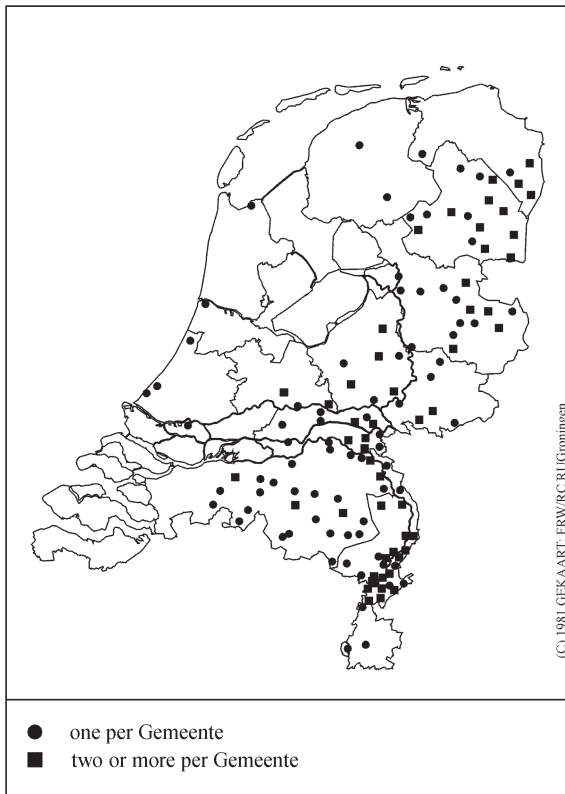 (C) 1981 GEKAART: FRW/RC RUGroningen
one per Gemeente
two or more per Gemeente